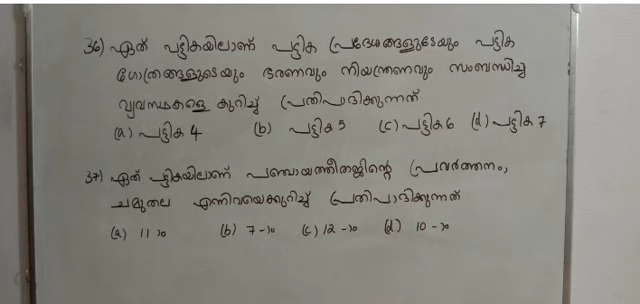 36) ഏത് പട്ടികയിലാണ് പട്ടിക പ്രദേശങ്ങളുടേയും പട്ടിക
ഗോത്രങ്ങളുടെയും ഭരണവും നിയന്ത്രണവും സംബന്ധിച്ച
വ്യവസ്ഥകളെ കുറിച്ച് പ്രതിപാദിക്കുന്നത്
(a) പട്ടിക 4 (b) പട്ടിക 5 (c) പട്ടിക 6 (d) പട്ടിക 7
37) ഏത് പട്ടികയിലാണ് പഞ്ചായത്തീരാജിന്റെ പ്രവർത്തനം,
ചുമതല എന്നിവയെക്കുറിച്ച് പ്രതിപാദിക്കുന്നത്
(a) 11 ാം (b) 7-ാം (c) 12-ാം (d) 10-ാം